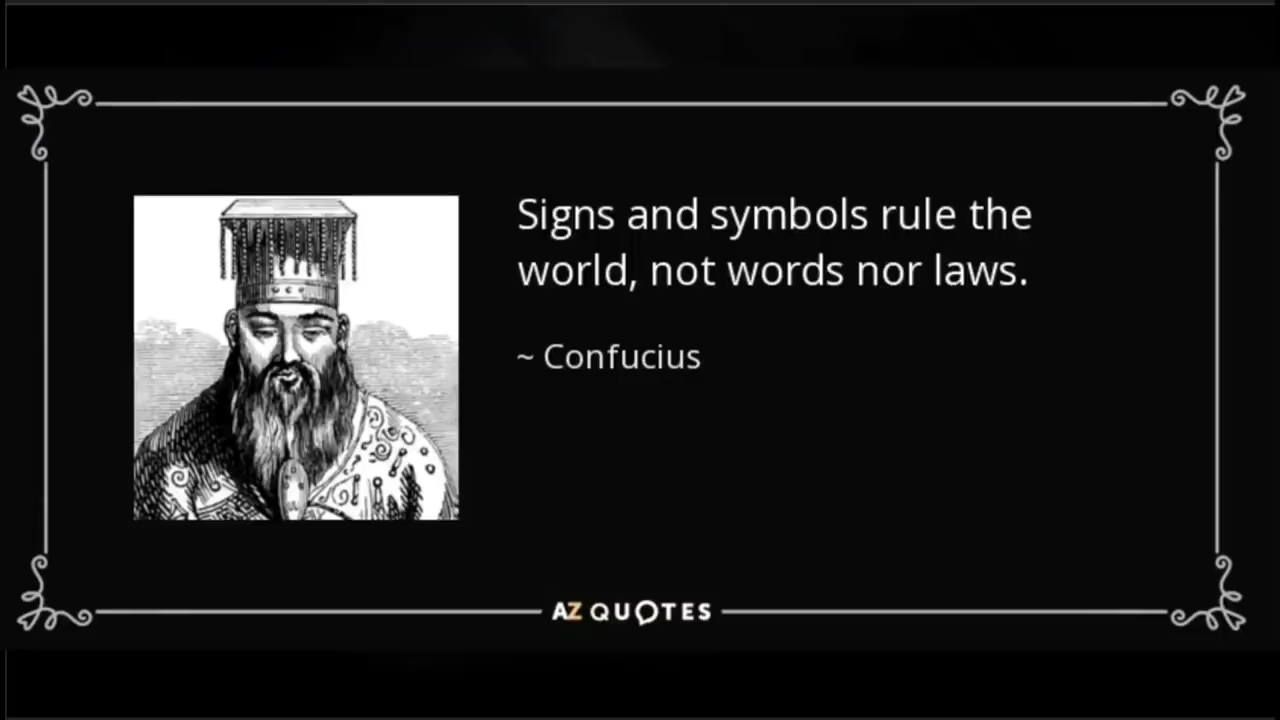 Signs and symbols rule the
world, not words nor laws.
~ Confucius
AZ QUOTES